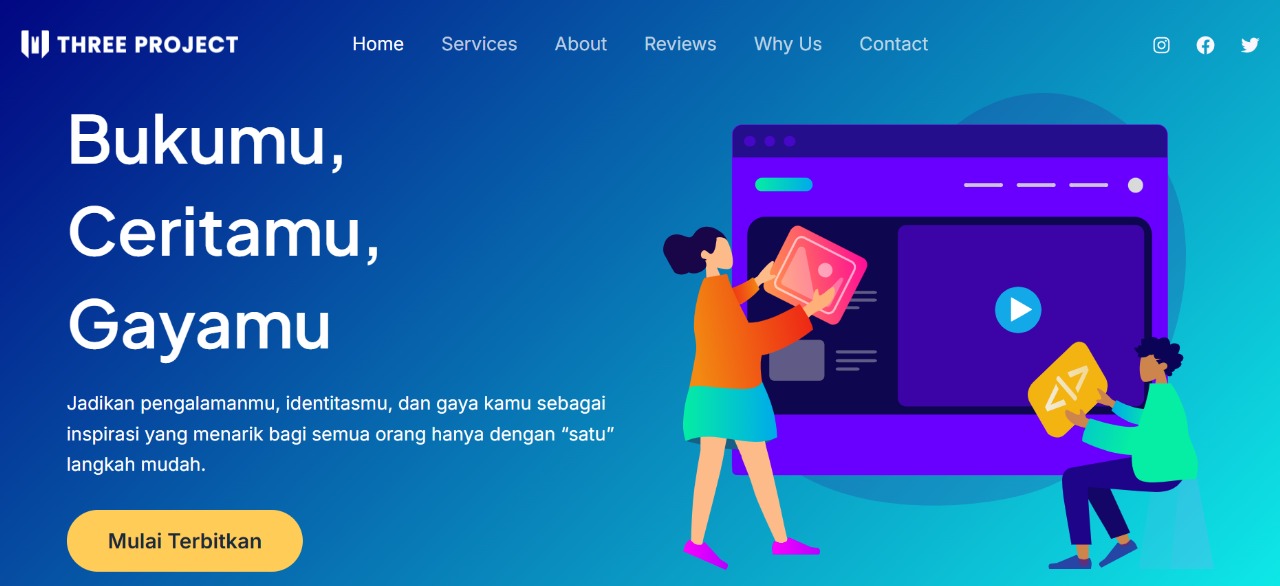 THREE PROJECT
Home Services About Reviews Why Us Contact
Bukumu,
Ceritamu,
Gayamu
Jadikan pengalamanmu, identitasmu, dan gaya kamu sebagai
inspirasi yang menarik bagi semua orang hanya dengan “satu”
langkah mudah.
Mulai Terbitkan